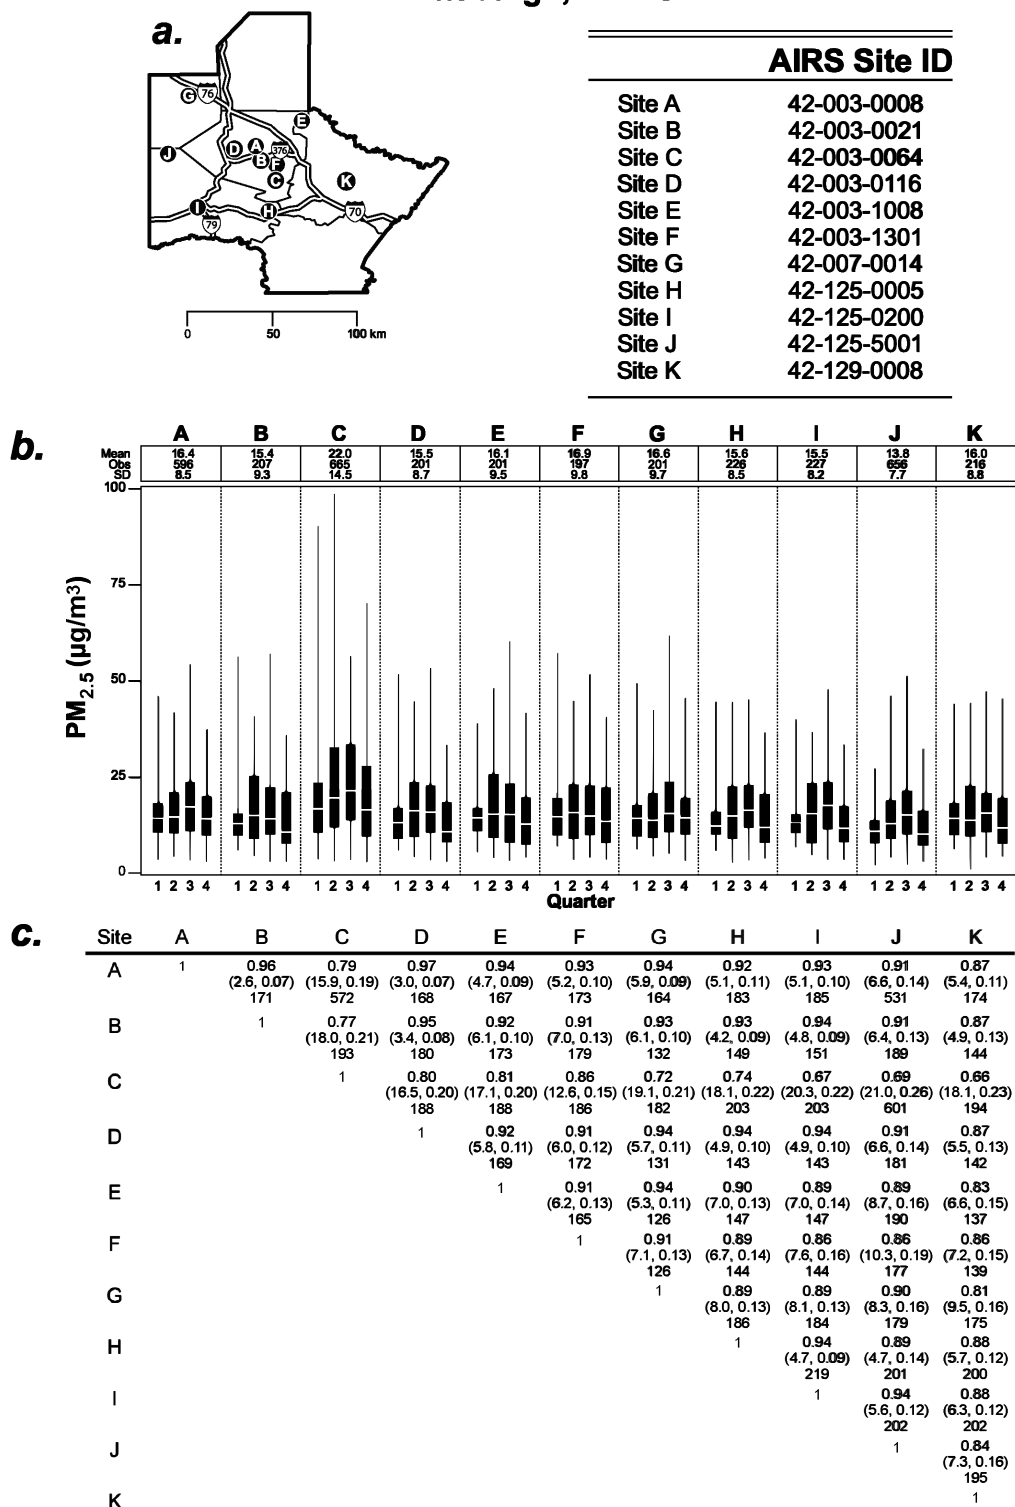 a.
AIRS Site ID
Site A 42-003-0008
Site B 42-003-0021
Site C 42-003-0064
Site D 42-003-0116
Site E 42-003-1008
Site F 42-003-1301
Site G 42-007-0014
Site H 42-125-0005
Site I 42-125-0200
Site J 42-125-5001
Site K 42-129-0008
G 76
E
D A 376
J B F
C K
I H 70
79
0 50 100 km
b.
A B C D E F G H I J K
Mean 16.4 15.4 22.0 15.5 16.1 16.9 16.6 15.6 15.5 13.8 16.0
Obs 596 207 665 201 201 197 201 226 227 656 216
SD 8.5 9.3 14.5 8.7 9.5 9.8 9.7 8.5 8.2 7.7 8.8
100
75
50
25
0
PM2.5 (µg/m³)
1 2 3 4 1 2 3 4 1 2 3 4 1 2 3 4 1 2 3 4 1 2 3 4 1 2 3 4 1 2 3 4 1 2 3 4 1 2 3 4 1 2 3 4
Quarter
c.
Site A B C D E F G H I J K
A 1 0.96 0.79 0.97 0.94 0.93 0.94 0.92 0.93 0.91 0.87
(2.6, 0.07) (15.9, 0.19) (3.0, 0.07) (4.7, 0.09) (5.2, 0.10) (5.9, 0.09) (5.1, 0.11) (5.1, 0.10) (6.6, 0.14) (5.4, 0.11)
171 572 168 167 173 164 183 185 531 174
B 1 0.77 0.95 0.92 0.91 0.93 0.93 0.94 0.91 0.87
(18.0, 0.21) (3.4, 0.08) (6.1, 0.10) (7.0, 0.13) (6.1, 0.10) (4.2, 0.09) (4.8, 0.09) (6.4, 0.13) (4.9, 0.13)
193 180 173 179 132 149 151 189 144
C 1 0.80 0.81 0.86 0.72 0.74 0.67 0.69 0.66
(16.5, 0.20) (17.1, 0.20) (12.6, 0.15) (19.1, 0.21) (18.1, 0.22) (20.3, 0.22) (21.0, 0.26) (18.1, 0.23)
188 188 186 182 203 203 601 194
D 1 0.92 0.91 0.94 0.94 0.94 0.91 0.87
(5.8, 0.11) (6.0, 0.12) (5.7, 0.11) (4.9, 0.10) (4.9, 0.10) (6.6, 0.14) (5.5, 0.13)
169 172 131 143 143 181 142
E 1 0.91 0.94 0.90 0.89 0.89 0.83
(6.2, 0.13) (5.3, 0.11) (7.0, 0.13) (7.0, 0.14) (8.7, 0.16) (6.6, 0.15)
165 126 147 147 190 137
F 1 0.91 0.89 0.86 0.86 0.86
(7.1, 0.13) (6.7, 0.14) (7.6, 0.16) (10.3, 0.19) (7.2, 0.15)
126 144 144 177 139
G 1 0.89 0.89 0.90 0.81
(8.0, 0.13) (8.1, 0.13) (8.3, 0.16) (9.5, 0.16)
186 184 179 175
H 1 0.94 0.89 0.88
(4.7, 0.09) (4.7, 0.14) (5.7, 0.12)
219 201 200
I 1 0.94 0.88
(5.6, 0.12) (6.3, 0.12)
202 202
J 1 0.84
(7.3, 0.16)
195
K 1